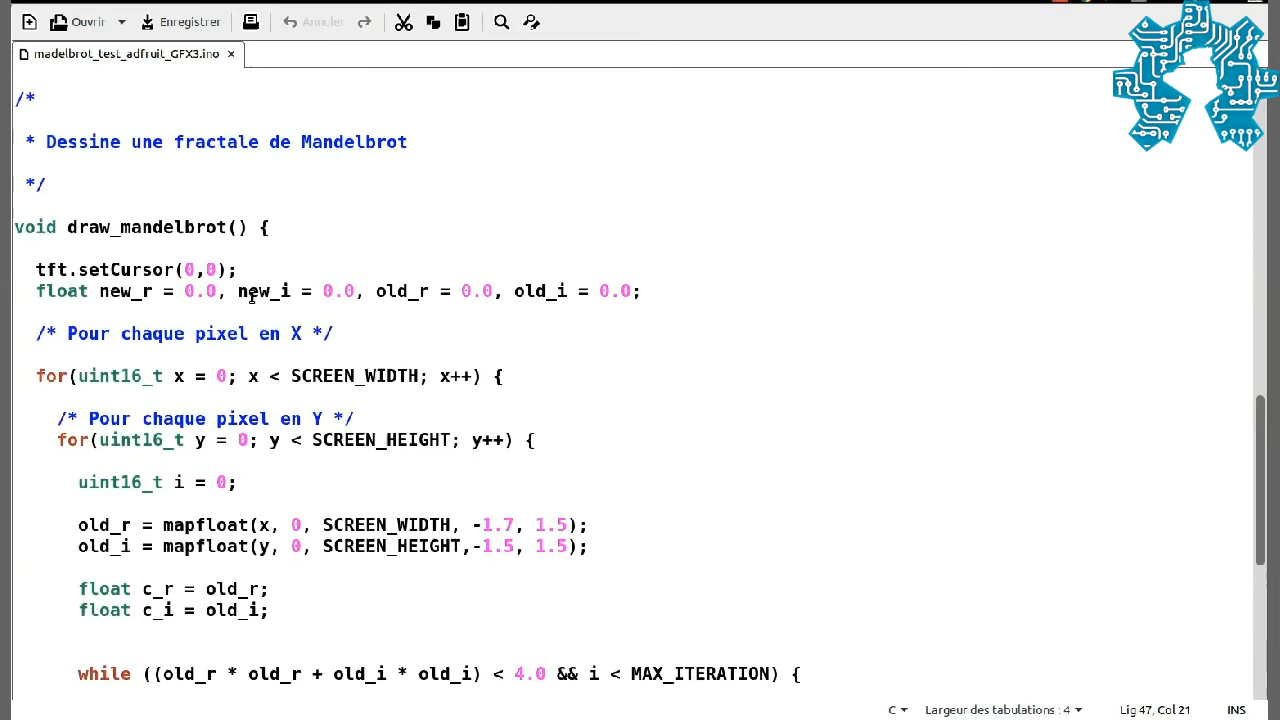 Ouvrir Enregistrer Annuler
madelbrot_test_adfruit_GFX3.ino ×
/*
* Dessine une fractale de Mandelbrot
*/
void draw_mandelbrot() {
tft.setCursor(0,0);
float new_r = 0.0, new_i = 0.0, old_r = 0.0, old_i = 0.0;
/* Pour chaque pixel en X */
for(uint16_t x = 0; x < SCREEN_WIDTH; x++) {
/* Pour chaque pixel en Y */
for(uint16_t y = 0; y < SCREEN_HEIGHT; y++) {
uint16_t i = 0;
old_r = mapfloat(x, 0, SCREEN_WIDTH, -1.7, 1.5);
old_i = mapfloat(y, 0, SCREEN_HEIGHT,-1.5, 1.5);
float c_r = old_r;
float c_i = old_i;
while ((old_r * old_r + old_i * old_i) < 4.0 && i < MAX_ITERATION) {
C Largeur des tabulations : 4 Lig 47, Col 21 INS